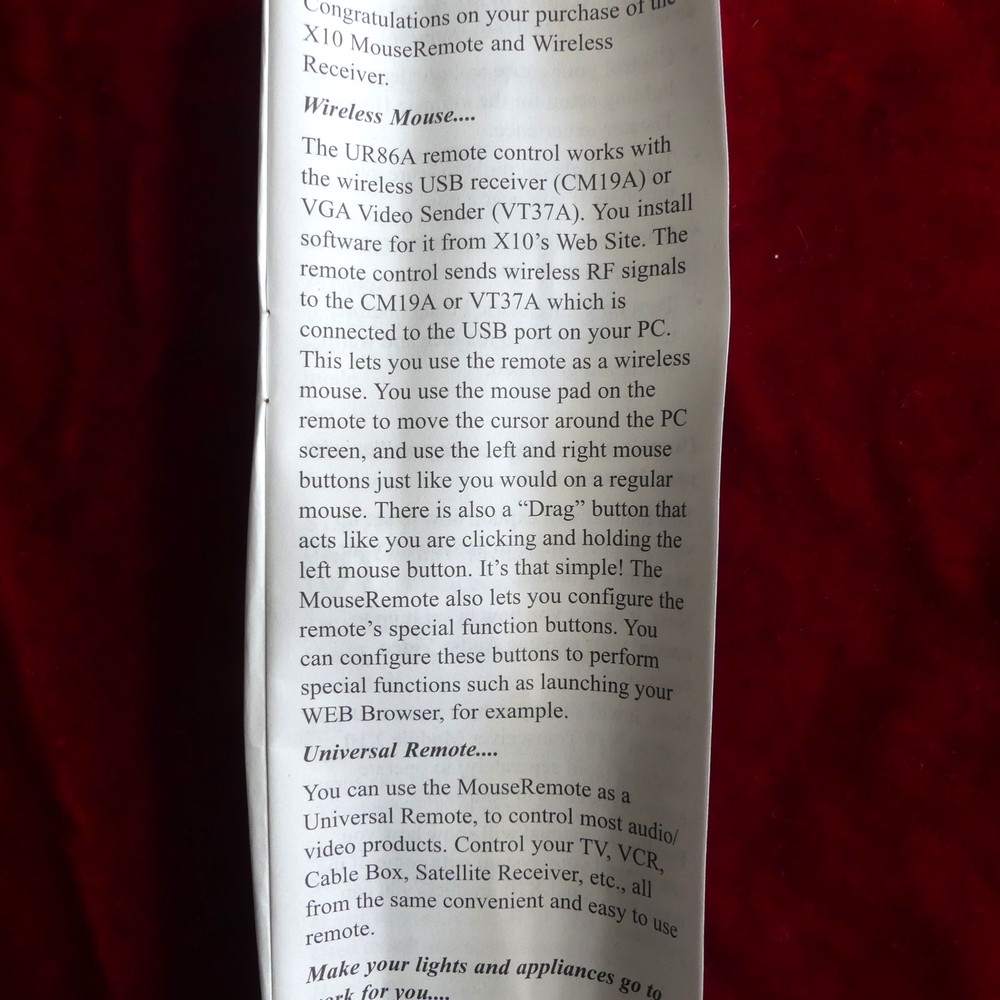 Congratulations on your purchase of the
X10 MouseRemote and Wireless
Receiver.
Wireless Mouse....
The UR86A remote control works with
the wireless USB receiver (CM19A) or
VGA Video Sender (VT37A). You install
software for it from X10’s Web Site. The
remote control sends wireless RF signals
to the CM19A or VT37A which is
connected to the USB port on your PC.
This lets you use the remote as a wireless
mouse. You use the mouse pad on the
remote to move the cursor around the PC
screen, and use the left and right mouse
buttons just like you would on a regular
mouse. There is also a “Drag” button that
acts like you are clicking and holding the
left mouse button. It’s that simple! The
MouseRemote also lets you configure the
remote’s special function buttons. You
can configure these buttons to perform
special functions such as launching your
WEB Browser, for example.
Universal Remote....
You can use the MouseRemote as a
Universal Remote, to control most audio/
video products. Control your TV, VCR,
Cable Box, Satellite Receiver, etc., all
from the same convenient and easy to use
remote.
Make your lights and appliances go to
work for you....